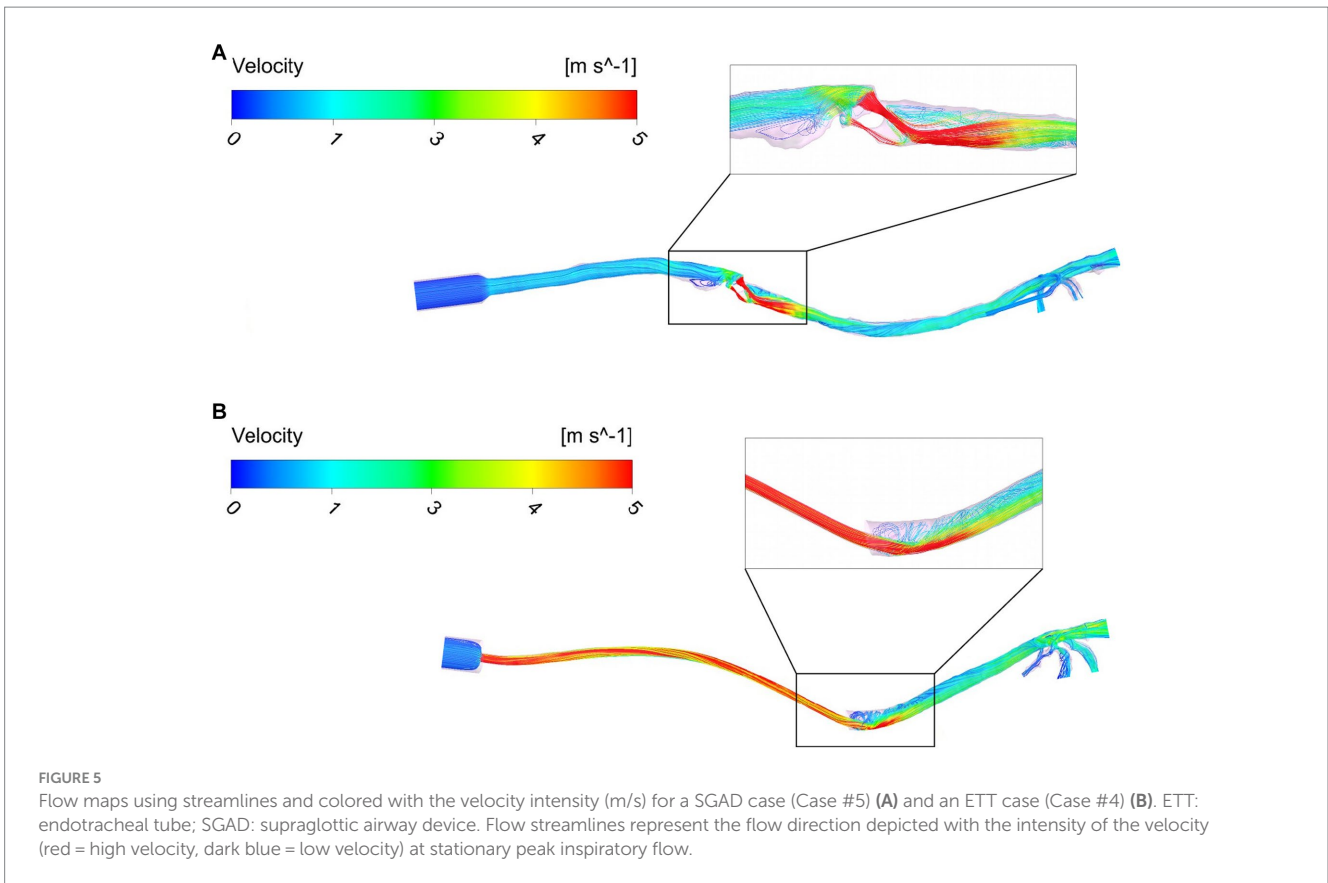 A
Velocity [m s^-1]
0 1 3 4 5
B
Velocity [m s^-1]
0 1 3 4 5
FIGURE 5
Flow maps using streamlines and colored with the velocity intensity (m/s) for a SGAD case (Case #5) (A) and an ETT case (Case #4) (B). ETT:
endotracheal tube; SGAD: supraglottic airway device. Flow streamlines represent the flow direction depicted with the intensity of the velocity
(red = high velocity, dark blue = low velocity) at stationary peak inspiratory flow.